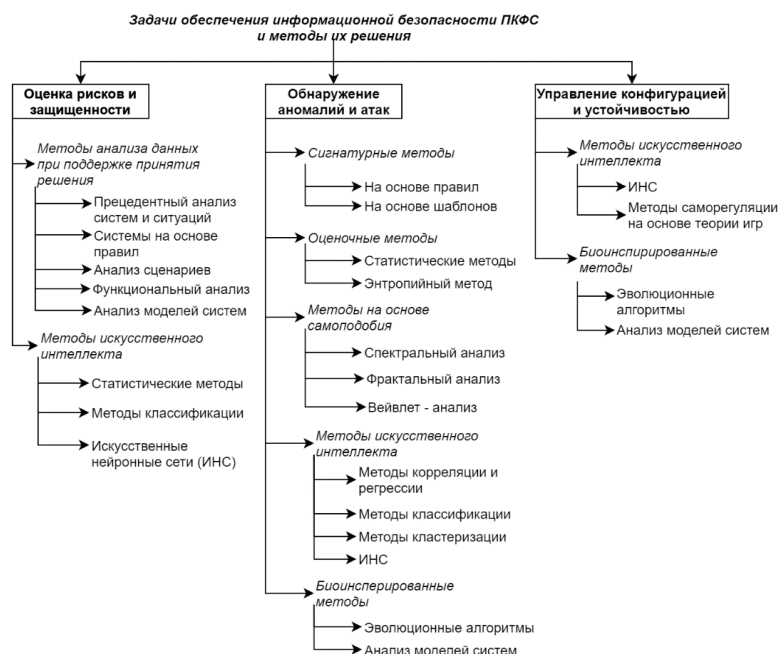 Задачи обеспечения информационной безопасности ПКФС
и методы их решения
Оценка рисков и
защищенности
Методы анализа данных
при поддержке принятия
решения
Прецедентный анализ
систем и ситуаций
Системы на основе
правил
Анализ сценариев
Функциональный анализ
Анализ моделей систем
Методы искусственного
интеллекта
Статистические методы
Методы классификации
Искусственные
нейронные сети (ИНС)
Обнаружение
аномалий и атак
Сигнатурные методы
На основе правил
На основе шаблонов
Оценочные методы
Статистические методы
Энтропийный метод
Методы на основе
самоподобия
Спектральный анализ
Фрактальный анализ
Вейвлет - анализ
Методы искусственного
интеллекта
Методы корреляции и
регрессии
Методы классификации
Методы кластеризации
ИНС
Биоинсперированные
методы
Эволюционные алгоритмы
Анализ моделей систем
Управление конфигурацией
и устойчивостью
Методы искусственного
интеллекта
ИНС
Методы саморегуляции
на основе теории игр
Биоинспирированные
методы
Эволюционные
алгоритмы
Анализ моделей систем